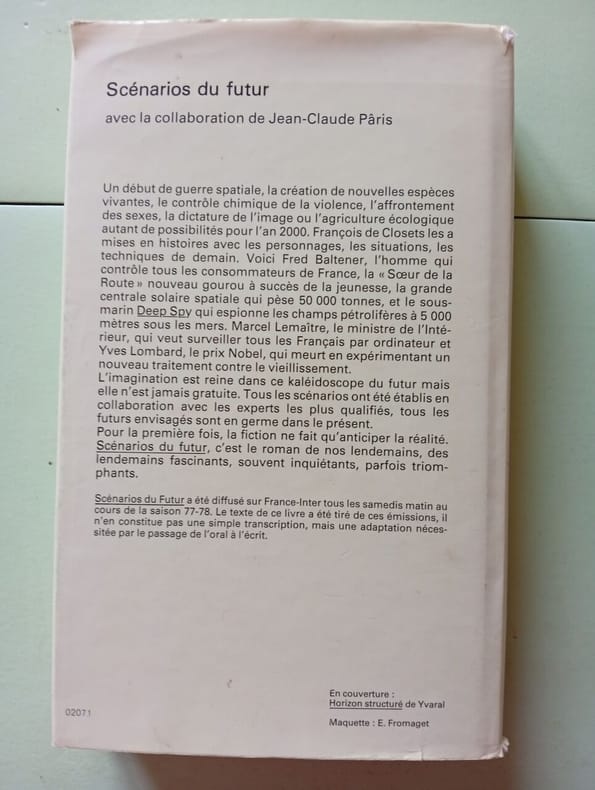 Scénarios du futur
avec la collaboration de Jean-Claude Pâris
Un début de guerre spatiale, la création de nouvelles espèces
vivantes, le contrôle chimique de la violence, l'affrontement
des sexes, la dictature de l'image ou l'agriculture écologique
autant de possibilités pour l'an 2000. François de Closets les a
mises en histoires avec les personnages, les situations, les
techniques de demain. Voici Fred Baltener, l'homme qui
contrôle tous les consommateurs de France, la «Sœur de la
Route» nouveau gourou à succès de la jeunesse, la grande
centrale solaire spatiale qui pèse 50 000 tonnes, et le sous-
marin Deep Spy qui espionne les champs pétrolifères à 5 000
mètres sous les mers. Marcel Lemaître, le ministre de l'Inté-
rieur, qui veut surveiller tous les Français par ordinateur et
Yves Lombard, le prix Nobel, qui meurt en expérimentant un
nouveau traitement contre le vieillissement.
L'imagination est reine dans ce kaléidoscope du futur mais
elle n'est jamais gratuite. Tous les scénarios ont été établis en
collaboration avec les experts les plus qualifiés, tous les
futurs envisagés sont en germe dans le présent.
Pour la première fois, la fiction ne fait qu'anticiper la réalité.
Scénarios du futur, c'est le roman de nos lendemains, des
lendemains fascinants, souvent inquiétants, parfois triom-
phants.
Scénarios du Futur a été diffusé sur France-Inter tous les samedis matin au
cours de la saison 77-78. Le texte de ce livre a été tiré de ces émissions, il
n'en constitue pas une simple transcription, mais une adaptation néces-
sitée par le passage de l'oral à l'écrit.
En couverture :
Horizon structuré de Yvaral
Maquette : E. Fromaget
02071